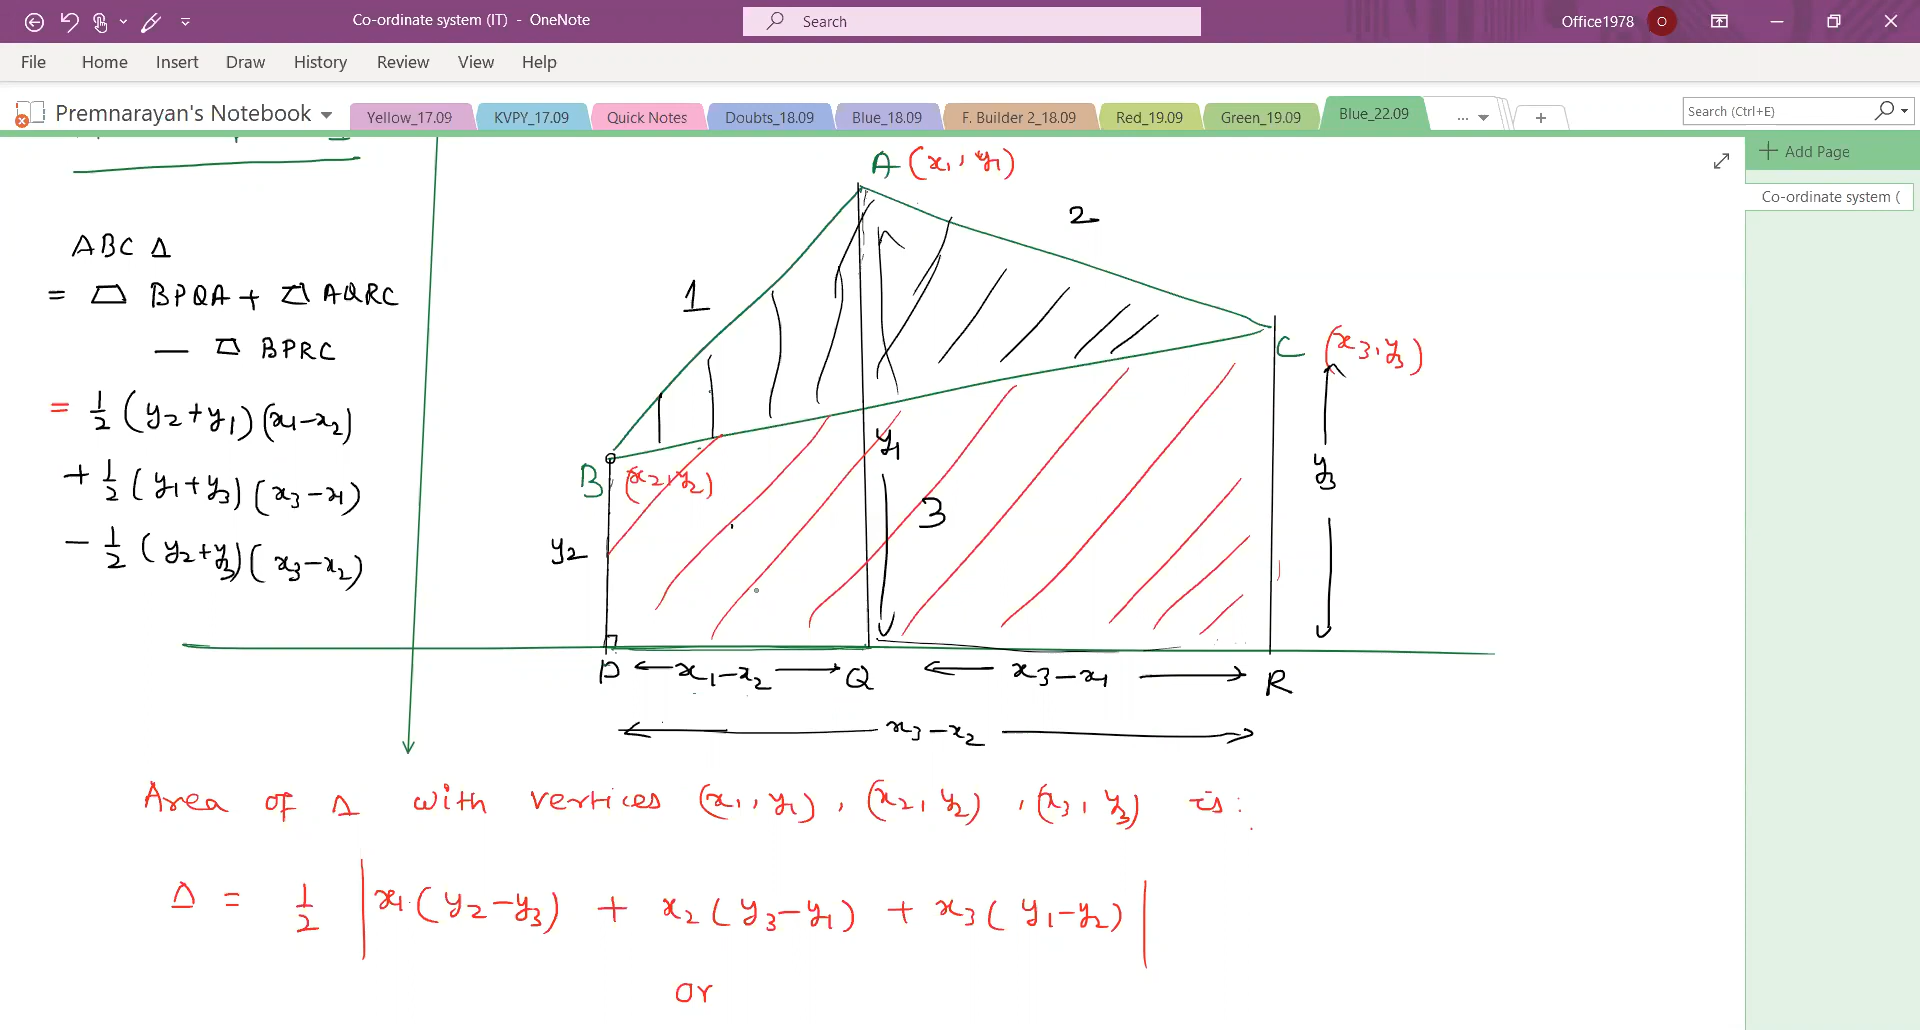 Co-ordinate system (IT) - OneNote
Search
Office1978
O
File Home Insert Draw History Review View Help
Premnarayan's Notebook
Yellow_17.09
KVPY_17.09
Quick Notes
Doubts_18.09
Blue_18.09
F. Builder 2_18.09
Red_19.09
Green_19.09
Blue_22.09
...
+
Search (Ctrl+E)
+ Add Page
Co-ordinate system (
ABC Δ
= ⏢ BPQA + ⏢ AQRC
− ⏢ BPRC
= 1/2 (y2+y1)(x1−x2)
+ 1/2 (y1+y3)(x3−x1)
− 1/2 (y2+y3)(x3−x2)
A (x1, y1)
2
1
C (x3, y3)
B (x2, y2)
y1
y3
3
y2
P x1−x2 Q x3−x1 R
x3−x2
Area of Δ with vertices (x1, y1), (x2, y2), (x3, y3) is:
Δ = 1/2 | x1(y2−y3) + x2(y3−y1) + x3(y1−y2) |
or